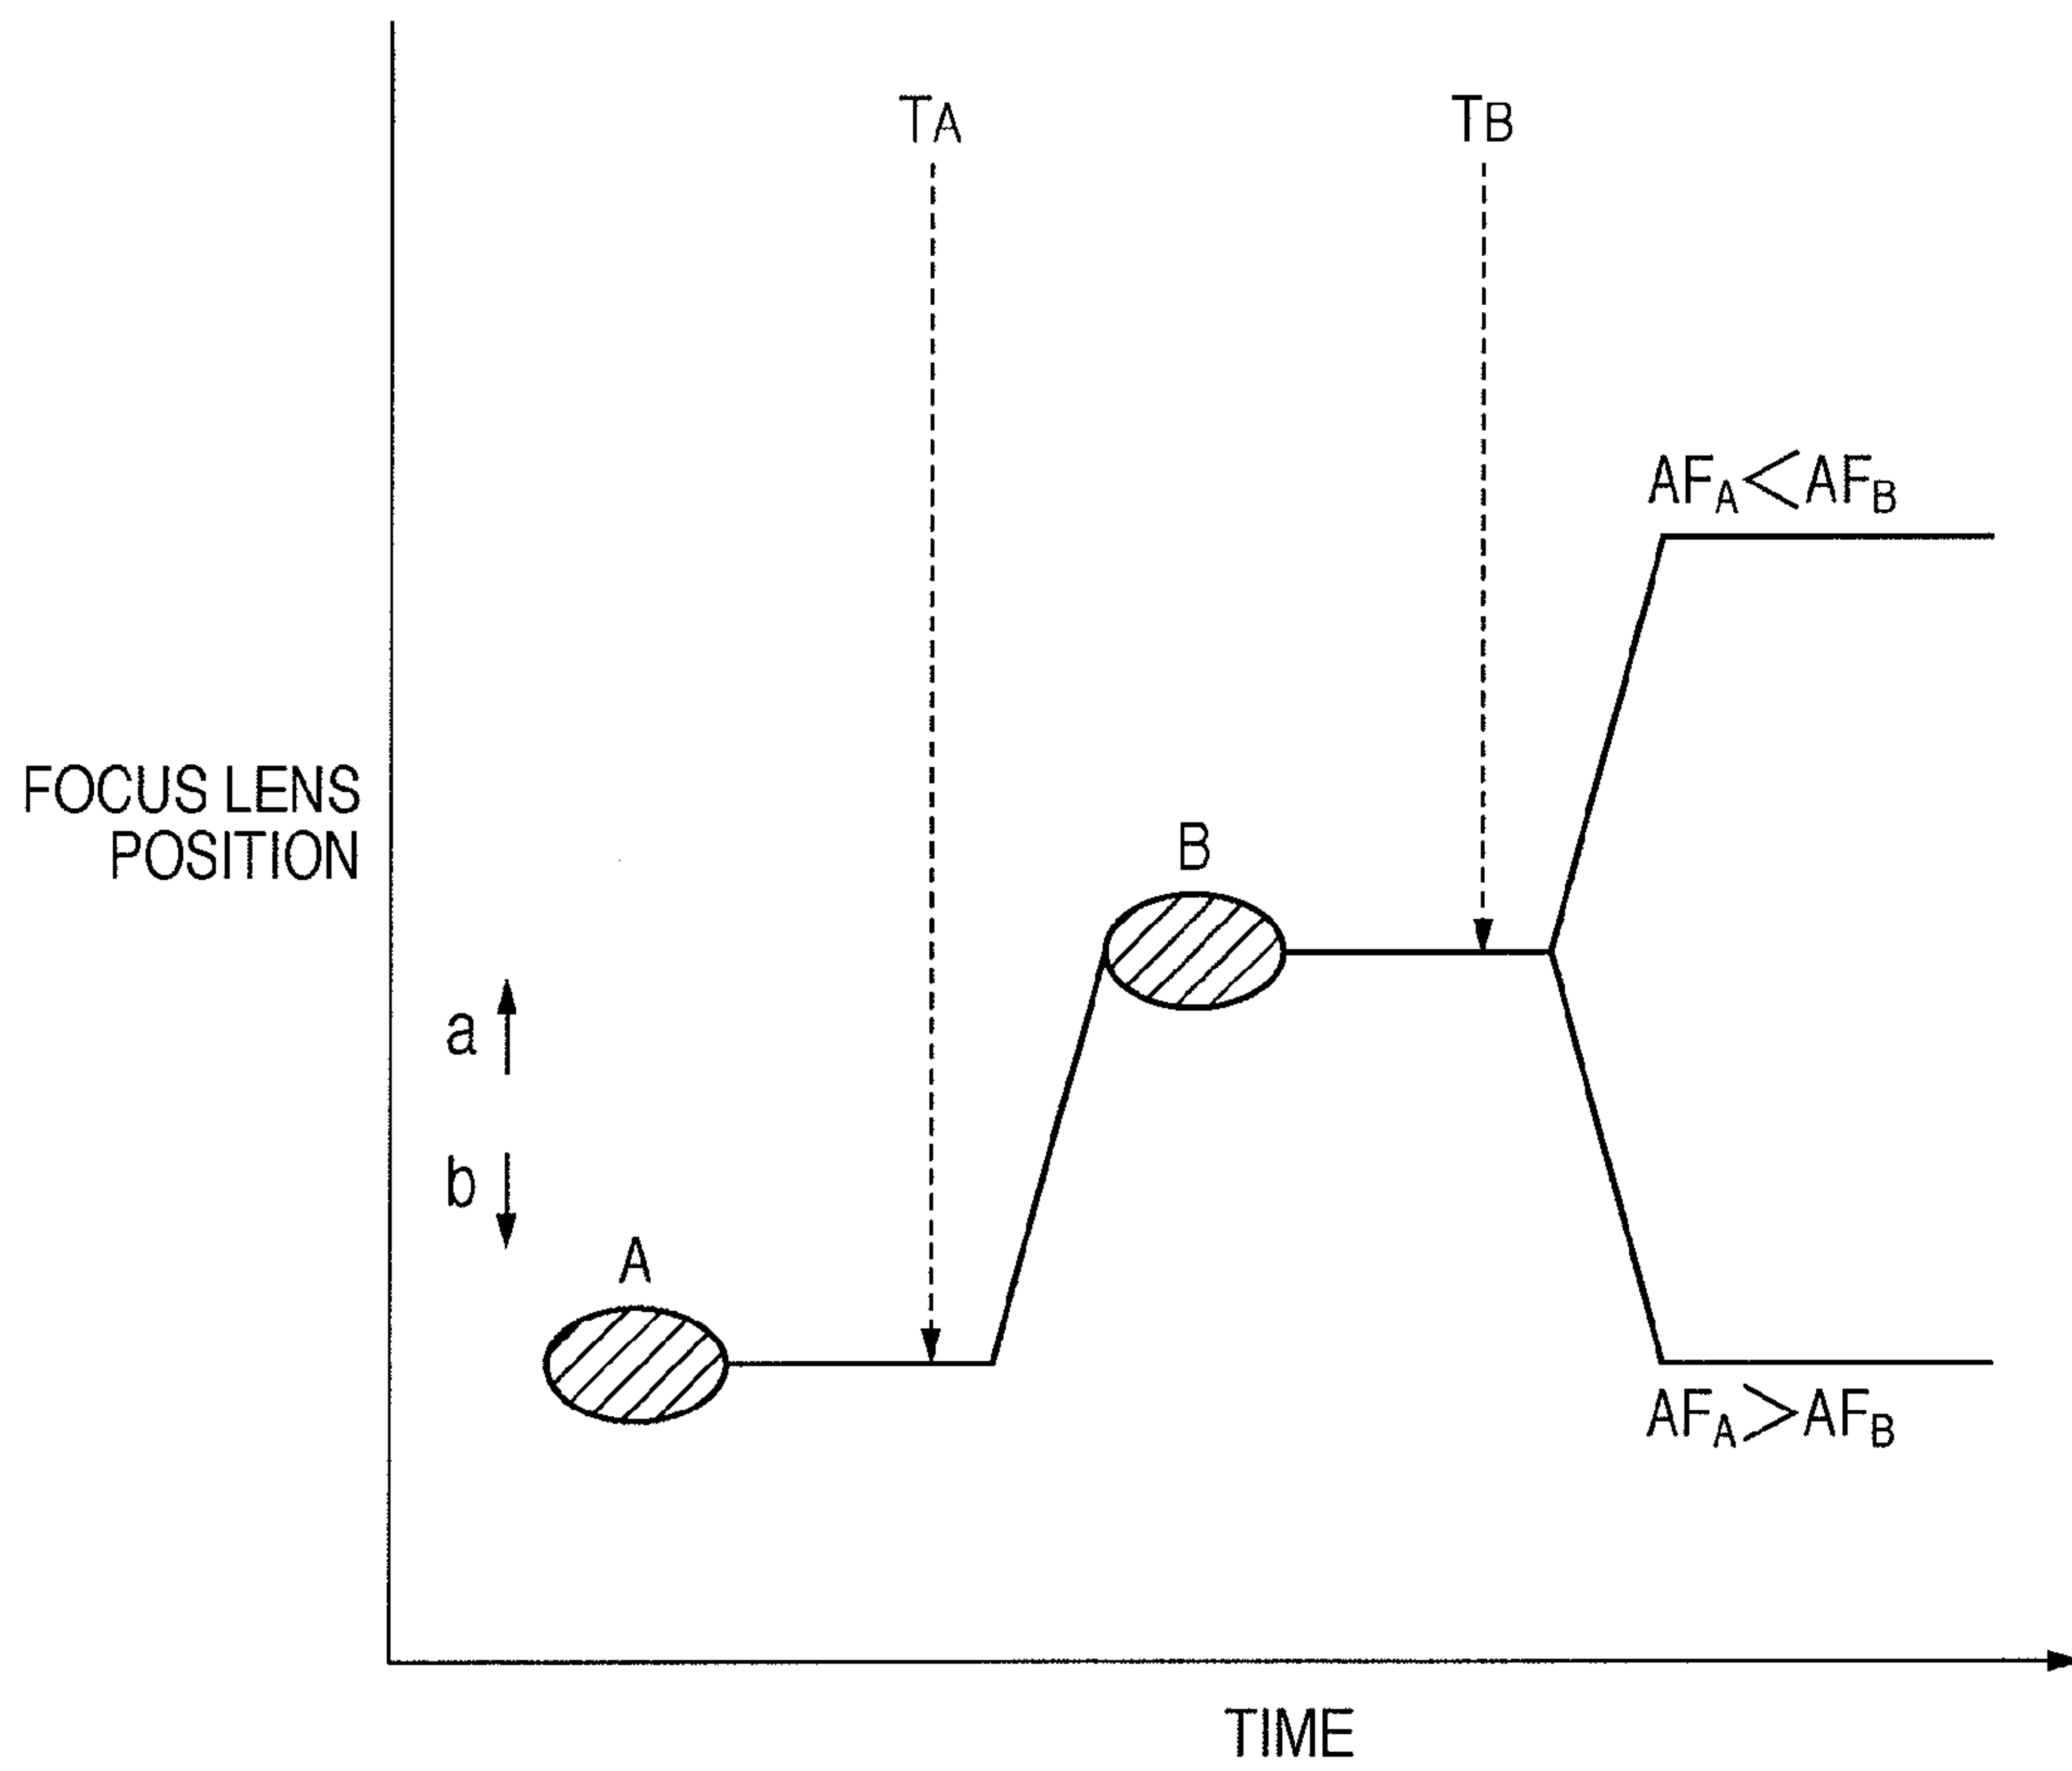 TA
TB
AFA<AFB
FOCUS LENS
POSITION
B
a
b
A
AFA>AFB
TIME